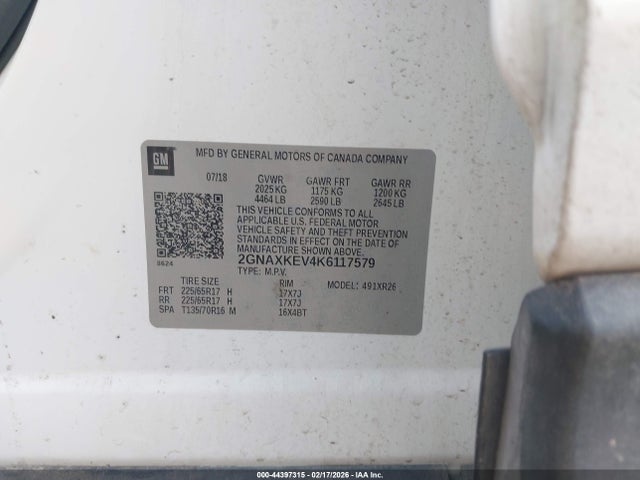 GM
MFD BY GENERAL MOTORS OF CANADA COMPANY
07/18 GVWR GAWR FRT GAWR RR
2025 KG 1175 KG 1200 KG
4464 LB 2590 LB 2645 LB
THIS VEHICLE CONFORMS TO ALL
APPLICABLE U.S. FEDERAL MOTOR
VEHICLE SAFETY AND THEFT PREVENTION
STANDARDS IN EFFECT ON THE DATE OF
MANUFACTURE SHOWN ABOVE.
0624 2GNAXKEV4K6117579
TYPE: M.P.V. MODEL: 491XR26
TIRE SIZE RIM
FRT 225/65R17 H 17X7J
RR 225/65R17 H 17X7J
SPA T135/70R16 M 16X4BT
000-44397315 - 02/17/2026 - IAA Inc.